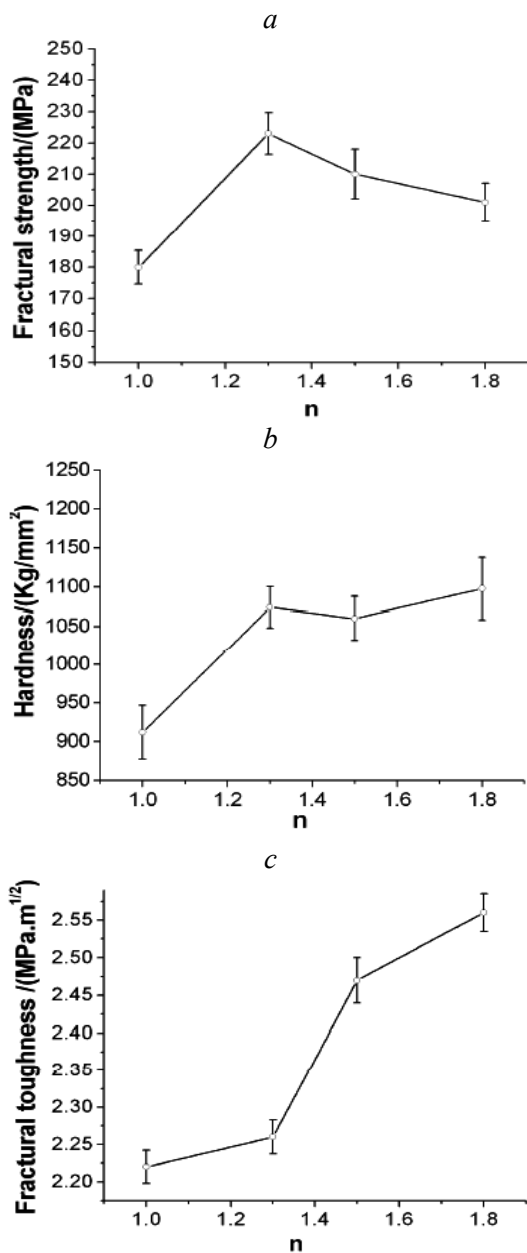 a
Fractural strength/(MPa)
250
240
230
220
210
200
190
180
170
160
150
1.0 1.2 1.4 1.6 1.8
n
b
Hardness/(Kg/mm²)
1250
1200
1150
1100
1050
1000
950
900
850
1.0 1.2 1.4 1.6 1.8
n
c
Fractural toughness /(MPa.m¹/²)
2.55
2.50
2.45
2.35
2.30
2.25
2.20
1.0 1.2 1.4 1.6 1.8
n